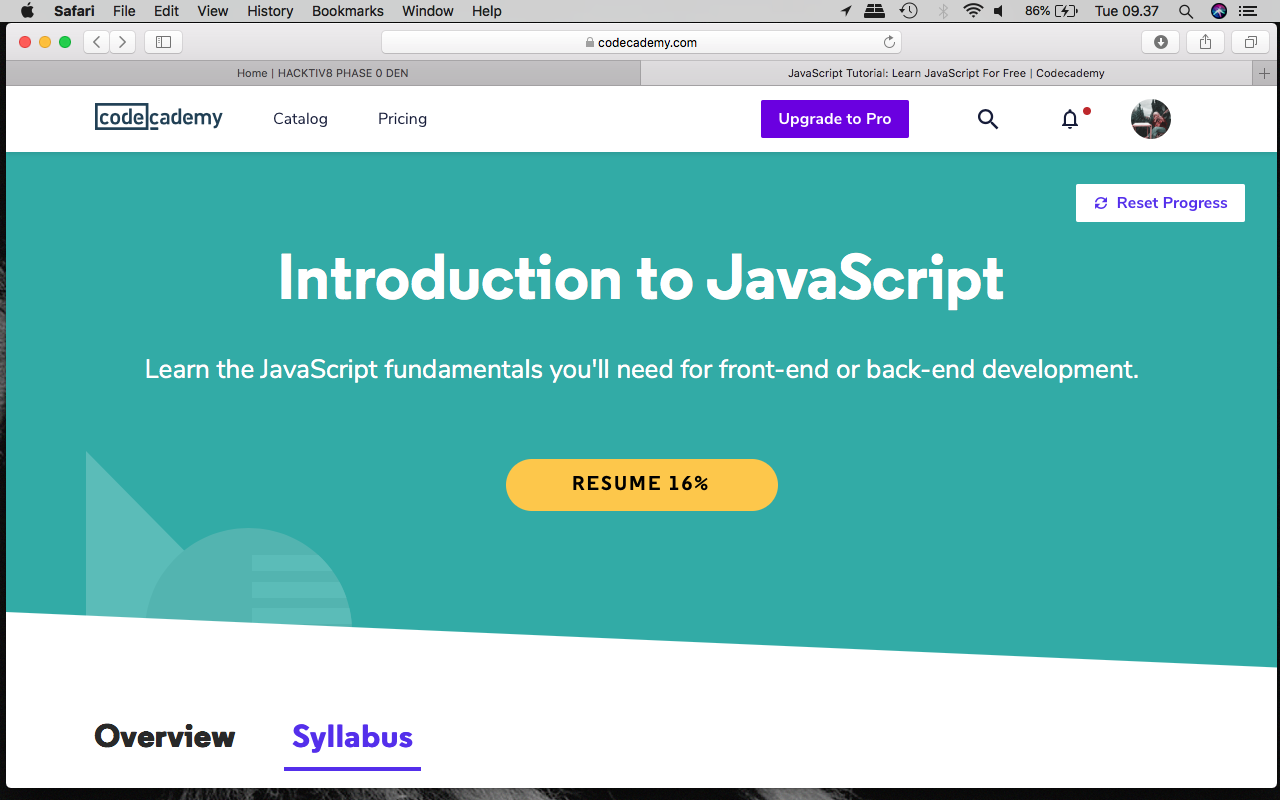 Safari File Edit View History Bookmarks Window Help 86% Tue 09.37
codecademy.com
Home | HACKTIV8 PHASE 0 DEN
JavaScript Tutorial: Learn JavaScript For Free | Codecademy
codecademy Catalog Pricing Upgrade to Pro
Reset Progress
Introduction to JavaScript
Learn the JavaScript fundamentals you'll need for front-end or back-end development.
RESUME 16%
Overview Syllabus